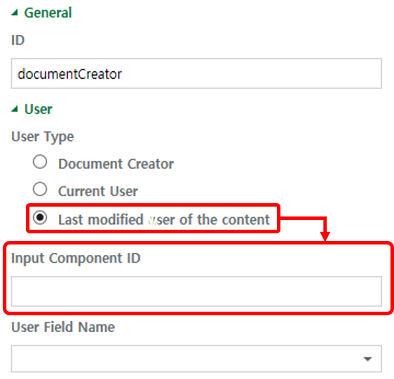 General
ID
documentCreator
User
User Type
Document Creator
Current User
Last modified user of the content
Input Component ID
User Field Name